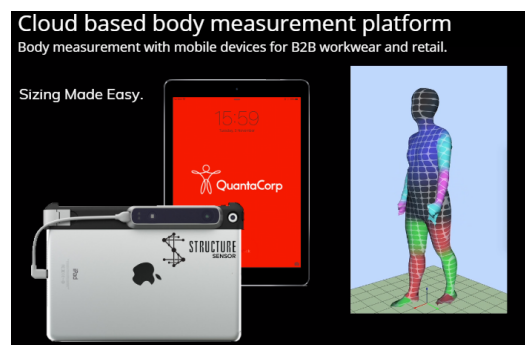 Cloud based body measurement platform
Body measurement with mobile devices for B2B workwear and retail.
Sizing Made Easy.
15:59
QuantaCorp
STRUCTURE
SENSOR
iPad